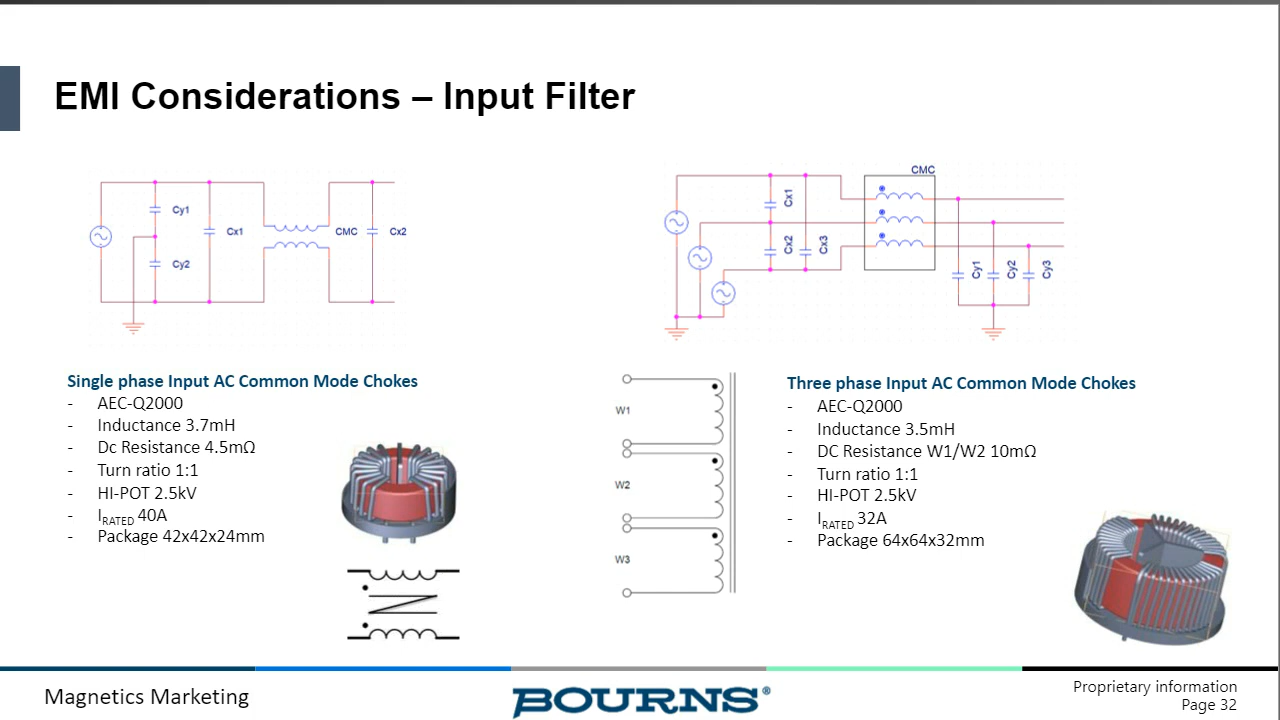 EMI Considerations – Input Filter
Cy1
Cx1
CMC
Cx2
Cy2
CMC
Cx1
Cx2
Cx3
Cy1
Cy2
Cy3
Single phase Input AC Common Mode Chokes
- AEC-Q2000
- Inductance 3.7mH
- Dc Resistance 4.5mΩ
- Turn ratio 1:1
- HI-POT 2.5kV
- IRATED 40A
- Package 42x42x24mm
W1
W2
W3
Three phase Input AC Common Mode Chokes
- AEC-Q2000
- Inductance 3.5mH
- DC Resistance W1/W2 10mΩ
- Turn ratio 1:1
- HI-POT 2.5kV
- IRATED 32A
- Package 64x64x32mm
Magnetics Marketing
BOURNS®
Proprietary information
Page 32